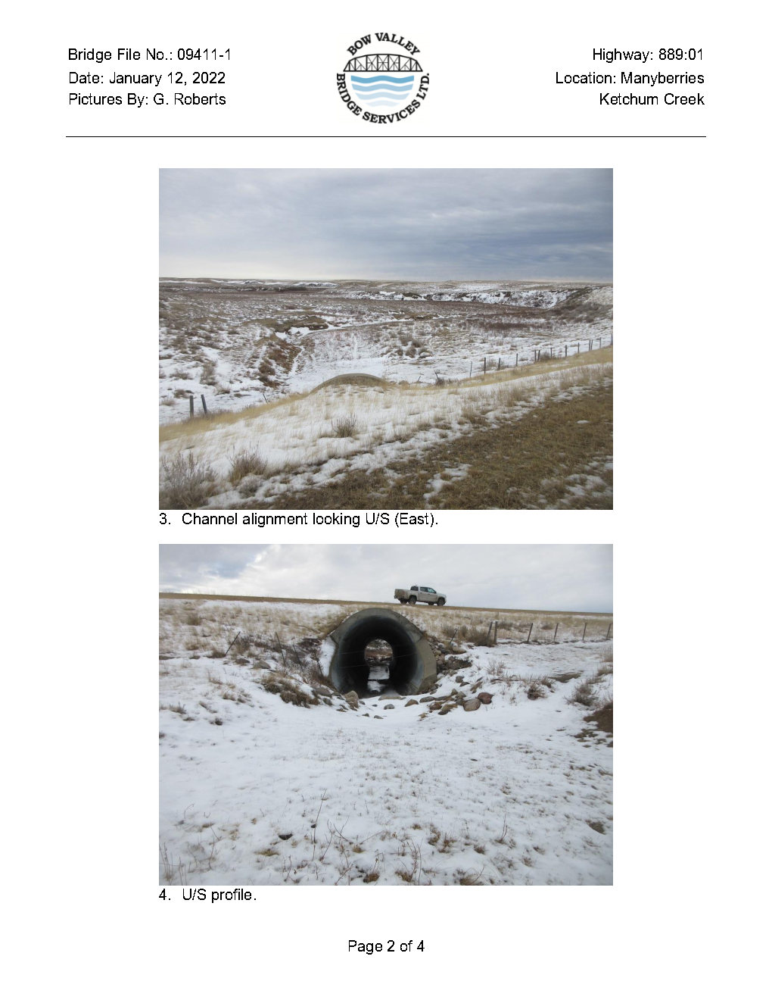 Bridge File No.: 09411-1
Date: January 12, 2022
Pictures By: G. Roberts
BOW VALLEY
BRIDGE SERVICES LTD.
Highway: 889:01
Location: Manyberries
Ketchum Creek
3. Channel alignment looking U/S (East).
4. U/S profile.
Page 2 of 4